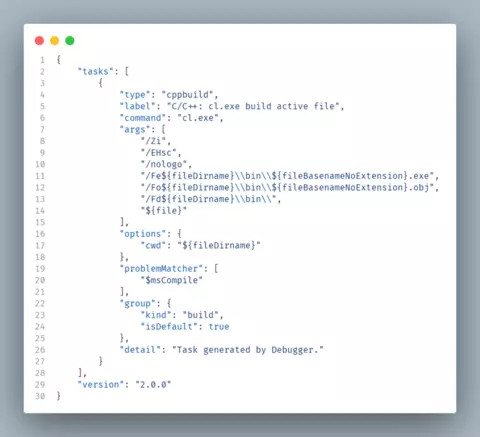 1 {
2     "tasks": [
3         {
4             "type": "cppbuild",
5             "label": "C/C++: cl.exe build active file",
6             "command": "cl.exe",
7             "args": [
8                 "/Zi",
9                 "/EHsc",
10                 "/nologo",
11                 "/Fe${fileDirname}\\bin\\${fileBasenameNoExtension}.exe",
12                 "/Fo${fileDirname}\\bin\\${fileBasenameNoExtension}.obj",
13                 "/Fd${fileDirname}\\bin\\",
14                 "${file}"
15             ],
16             "options": {
17                 "cwd": "${fileDirname}"
18             },
19             "problemMatcher": [
20                 "$msCompile"
21             ],
22             "group": {
23                 "kind": "build",
24                 "isDefault": true
25             },
26             "detail": "Task generated by Debugger."
27         }
28     ],
29     "version": "2.0.0"
30 }